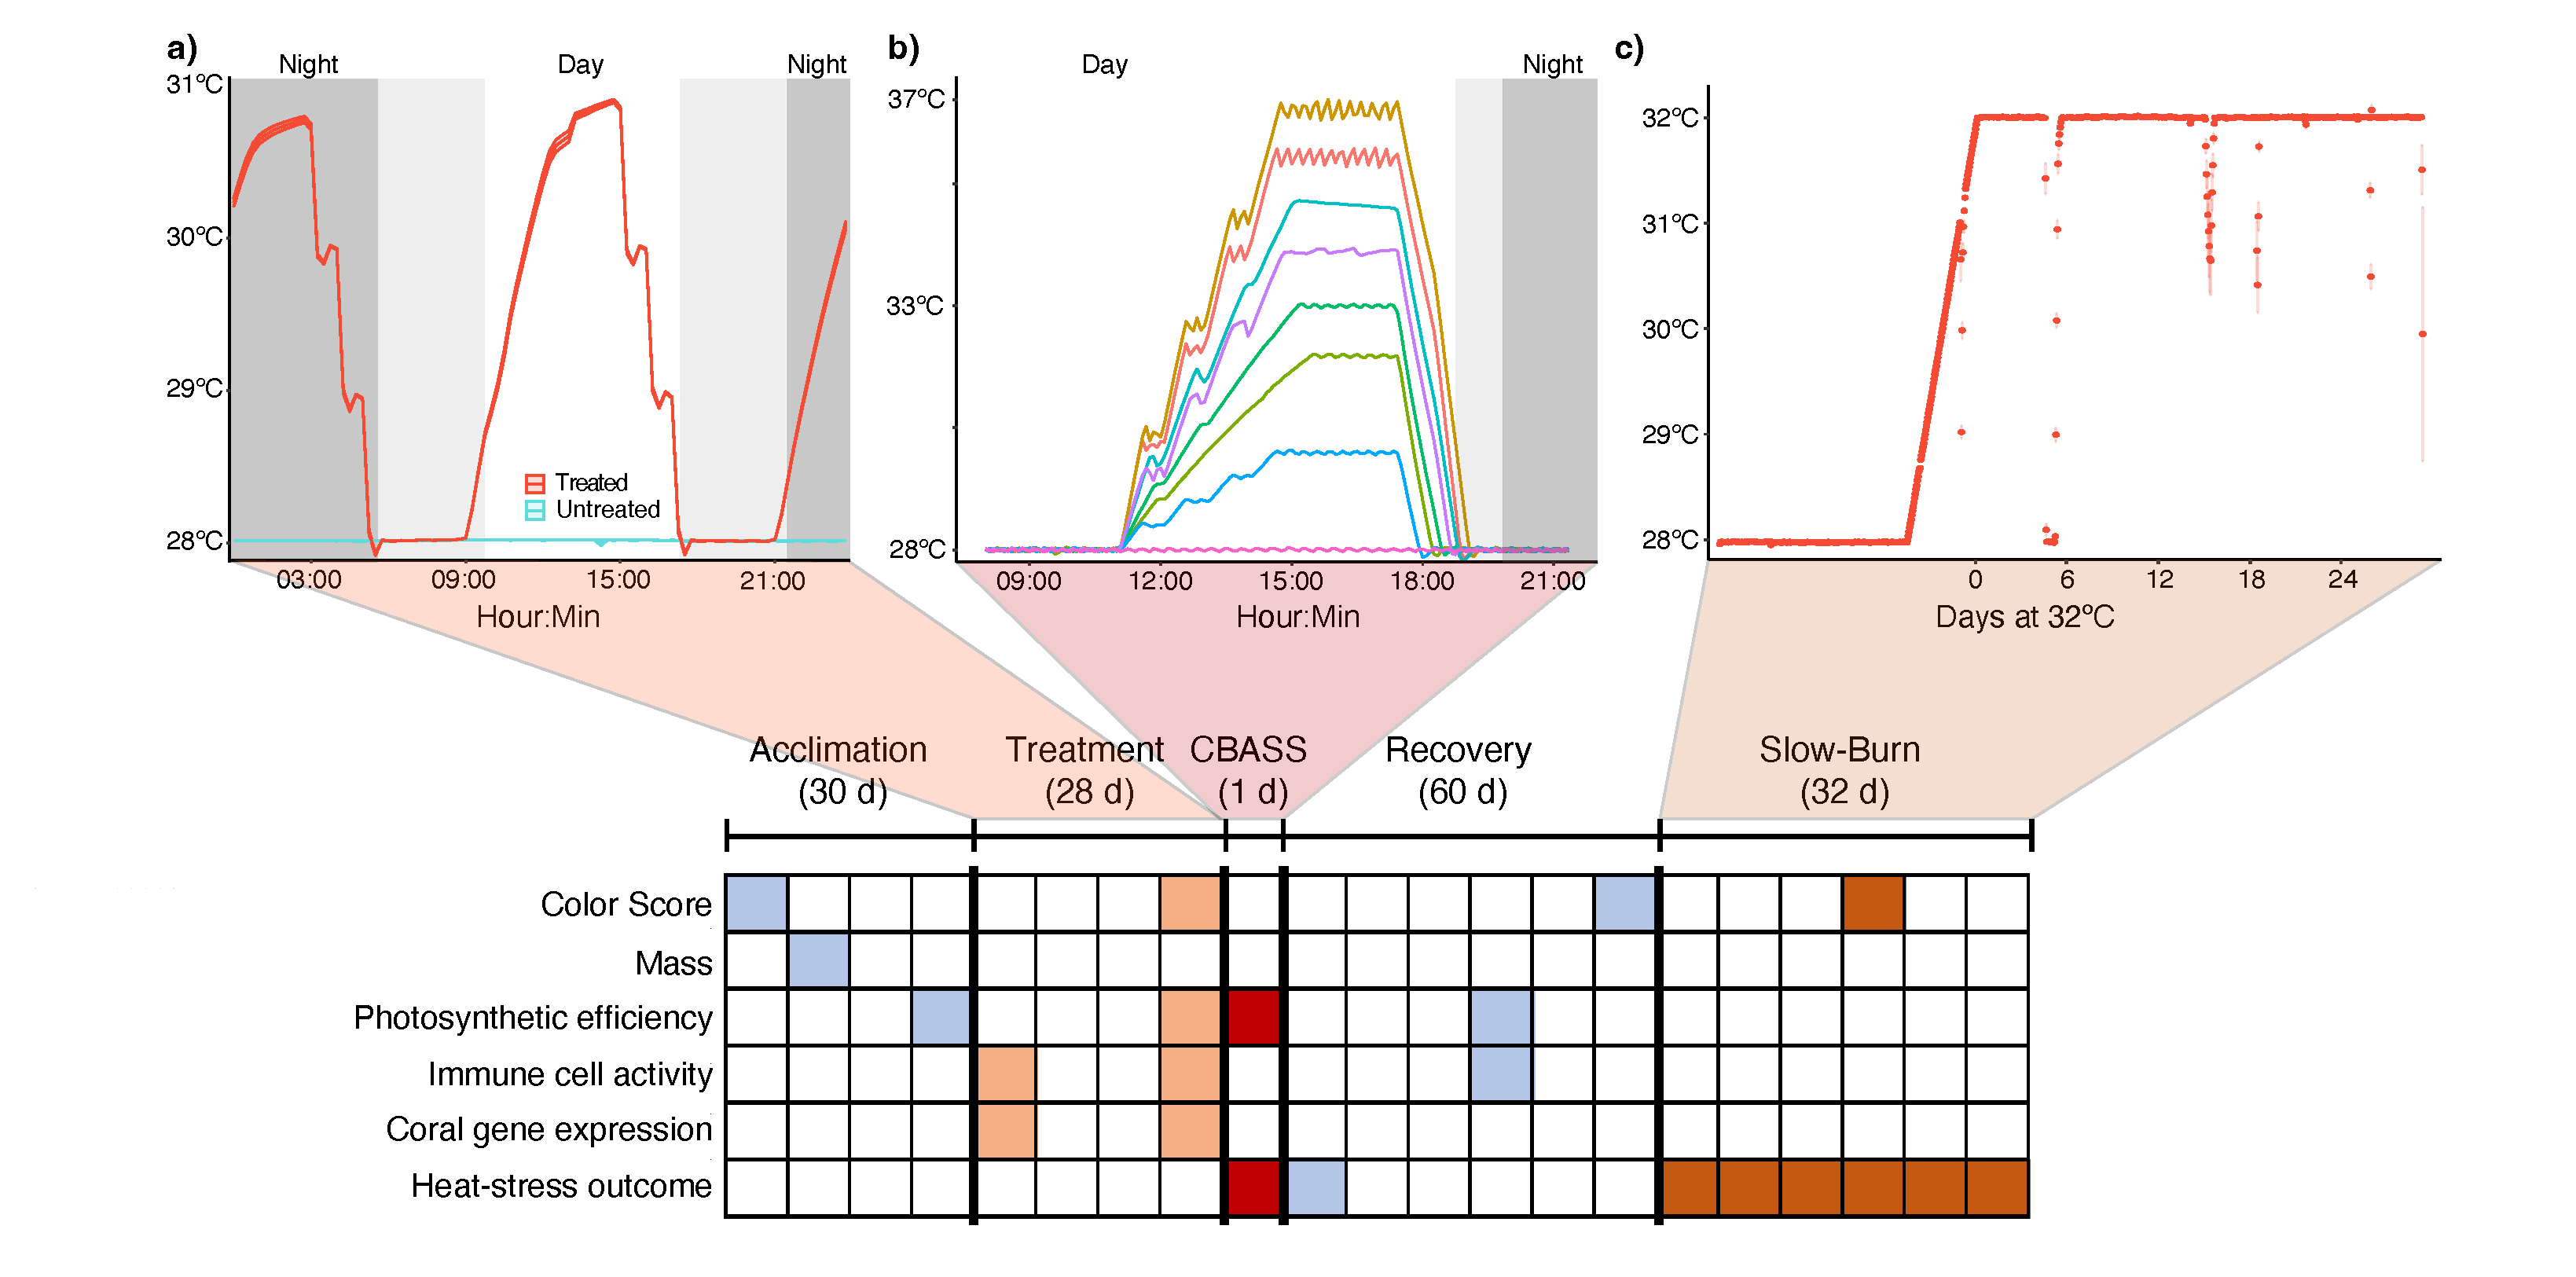 a)
Night
Day
Night
31°C
30°C
29°C
28°C
Treated
Untreated
03:00
09:00
15:00
21:00
Hour:Min
b)
Day
Night
37°C
33°C
28°C
09:00
12:00
15:00
18:00
21:00
Hour:Min
c)
32°C
31°C
30°C
29°C
28°C
0
6
12
18
24
Days at 32°C
Acclimation
(30 d)
Treatment
(28 d)
CBASS
(1 d)
Recovery
(60 d)
Slow-Burn
(32 d)
Color Score
Mass
Photosynthetic efficiency
Immune cell activity
Coral gene expression
Heat-stress outcome